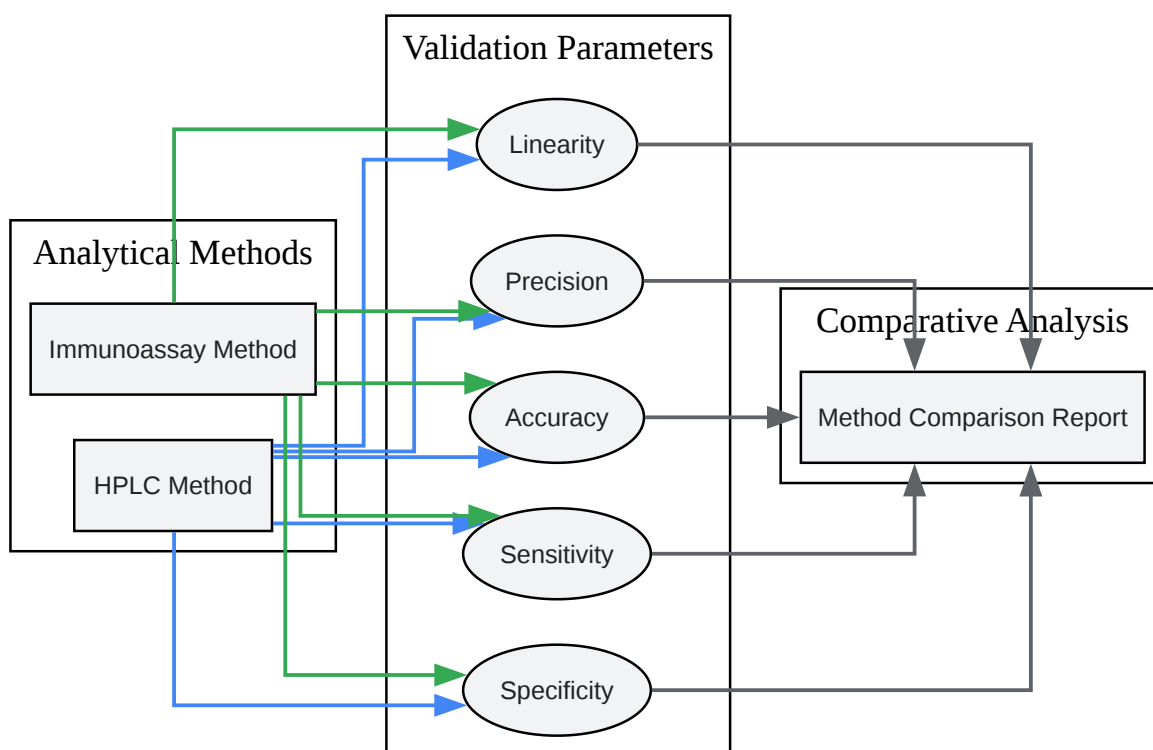 Validation Parameters
Linearity
Analytical Methods
Precision
Immunoassay Method
Comparative Analysis
Accuracy
Method Comparison Report
HPLC Method
Sensitivity
Specificity